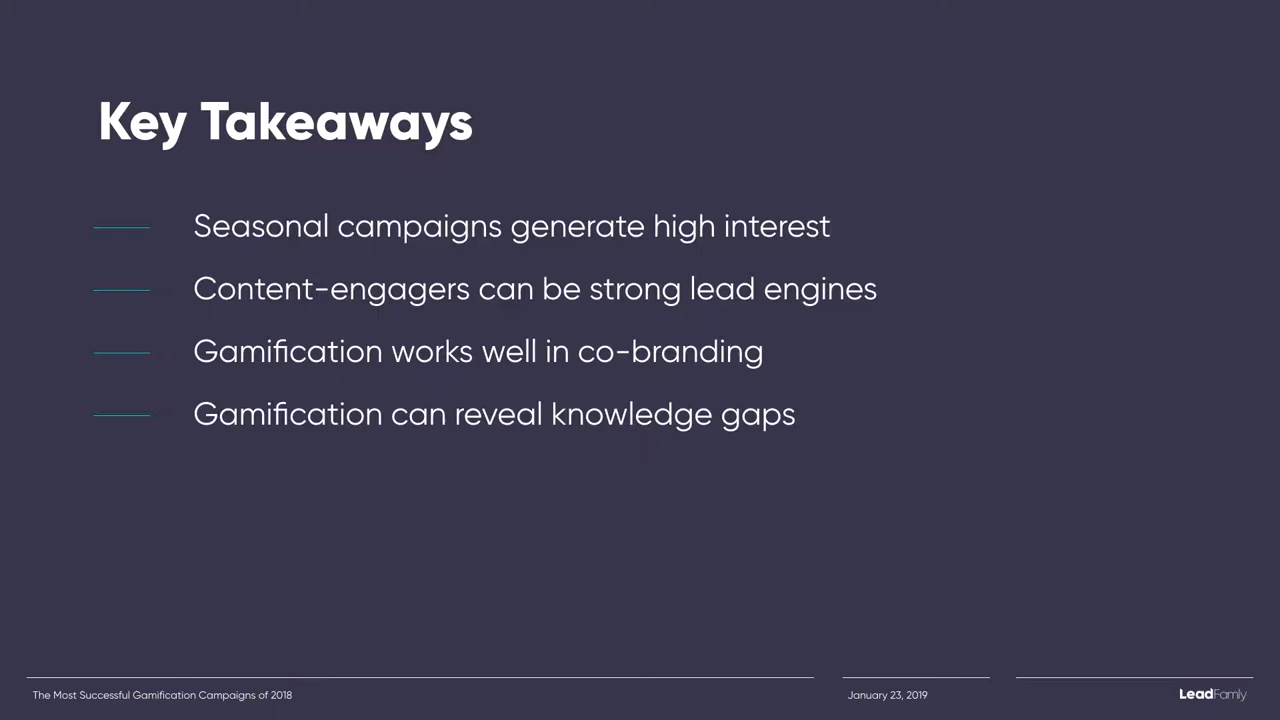 Key Takeaways
Seasonal campaigns generate high interest
Content-engagers can be strong lead engines
Gamification works well in co-branding
Gamification can reveal knowledge gaps
The Most Successful Gamification Campaigns of 2018
January 23, 2019
LeadFamly